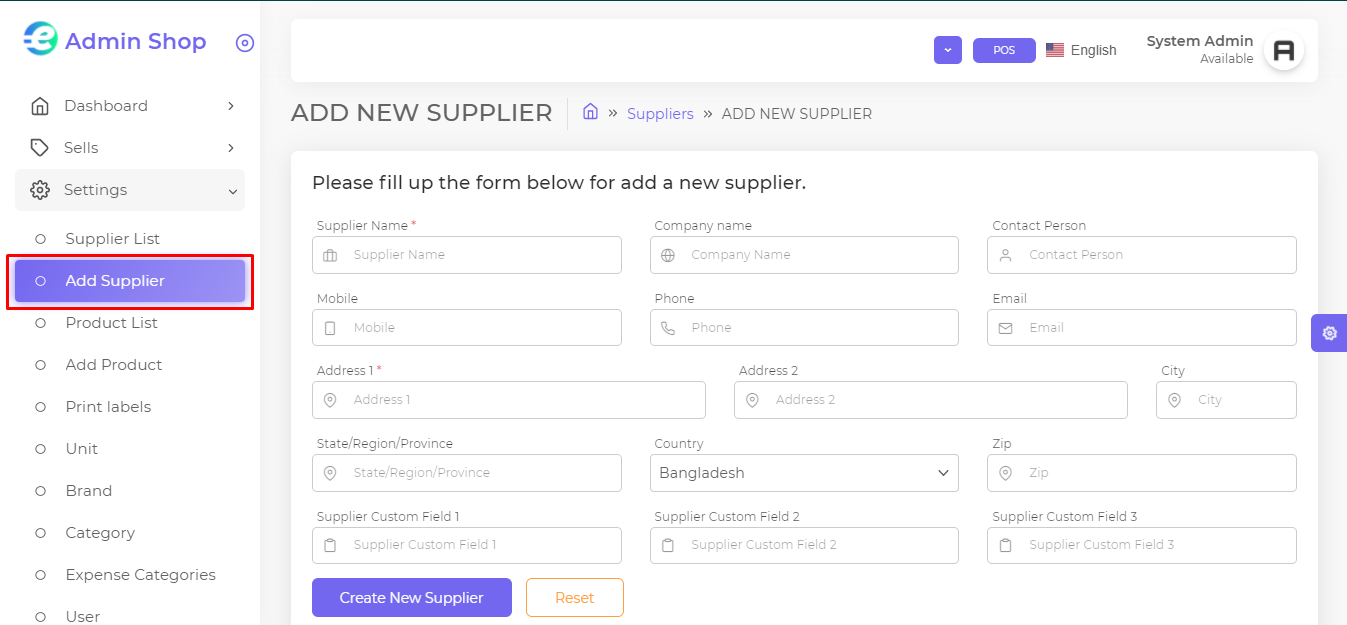 Admin Shop
Dashboard
Sells
Settings
Supplier List
Add Supplier
Product List
Add Product
Print labels
Unit
Brand
Category
Expense Categories
User
POS
English
System Admin
Available
ADD NEW SUPPLIER
» Suppliers » ADD NEW SUPPLIER
Please fill up the form below for add a new supplier.
Supplier Name * Company name Contact Person
Supplier Name Company Name Contact Person
Mobile Phone Email
Mobile Phone Email
Address 1 * Address 2 City
Address 1 Address 2 City
State/Region/Province Country Zip
State/Region/Province Bangladesh Zip
Supplier Custom Field 1 Supplier Custom Field 2 Supplier Custom Field 3
Supplier Custom Field 1 Supplier Custom Field 2 Supplier Custom Field 3
Create New Supplier Reset